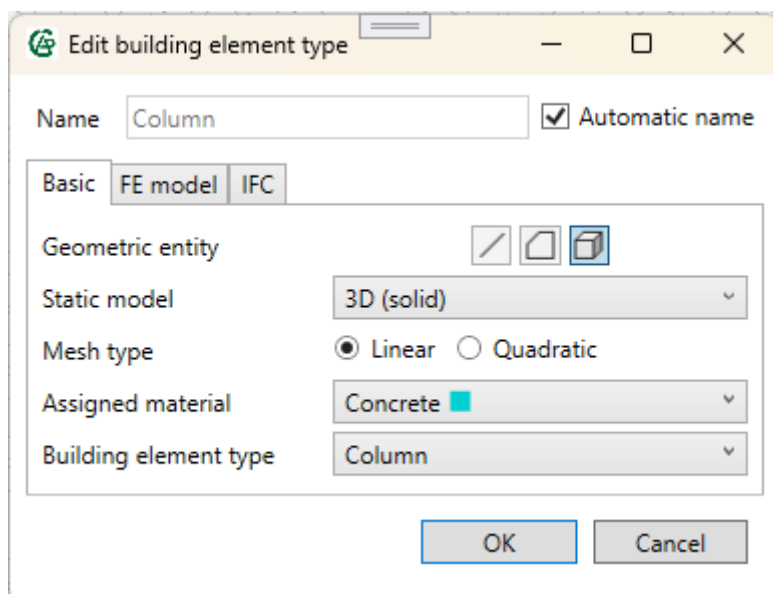 Edit building element type
Name Column Automatic name
Basic FE model IFC
Geometric entity
Static model 3D (solid)
Mesh type Linear Quadratic
Assigned material Concrete
Building element type Column
OK Cancel